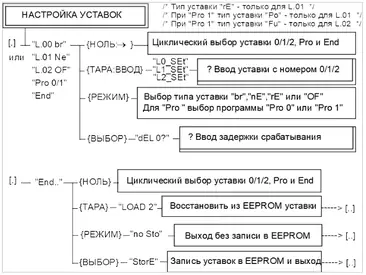 НАСТРОЙКА УСТАВОК
/* Тип уставки "rE" - только для L.01 */
/* При "Pro 1" тип уставки "Po" - только для L.01 */
/* При "Pro 1" тип уставки "Fu" - только для L.02 */
[.] "L.00 br" {НОЛЬ:→ } Циклический выбор уставки 0/1/2, Pro и End
или "L.01 Ne"
"L.02 OF"
"Pro 0/1"
"End"
{ТАРА:ВВОД} "L0_SEt"
"L1_SEt"
"L2_SEt"
? Ввод уставки с номером 0/1/2
{РЕЖИМ} Выбор типа уставки "br","nE","rE" или "OF"
Для "Pro " выбор программы "Pro 0" или "Pro 1"
{ВЫБОР} "dEL 0?" ? Ввод задержки срабатывания
[.] "End.." {НОЛЬ} Циклический выбор уставки 0/1/2, Pro и End
{ТАРА} "LOAD 2" Восстановить из EEPROM уставки ----> [..]
{РЕЖИМ} "no Sto" Выход без записи в EEPROM ----> [..]
{ВЫБОР} "StorE" Запись уставок в EEPROM и выход ----> [..]